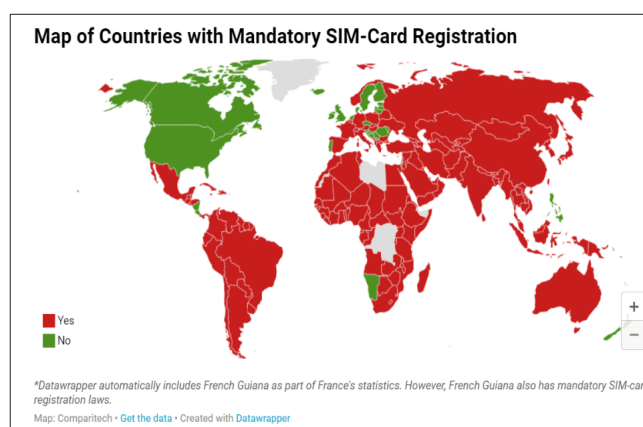 Map of Countries with Mandatory SIM-Card Registration
Yes
No
+
−
*Datawrapper automatically includes French Guiana as part of France's statistics. However, French Guiana also has mandatory SIM-car
registration laws.
Map: Comparitech • Get the data • Created with Datawrapper